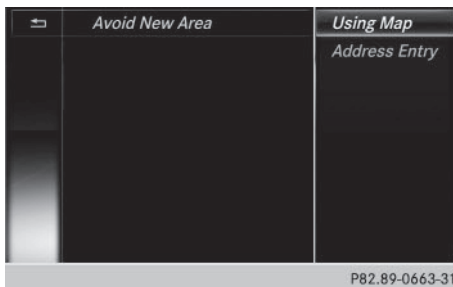 Avoid New Area
Using Map
Address Entry
P82.89-0663-31